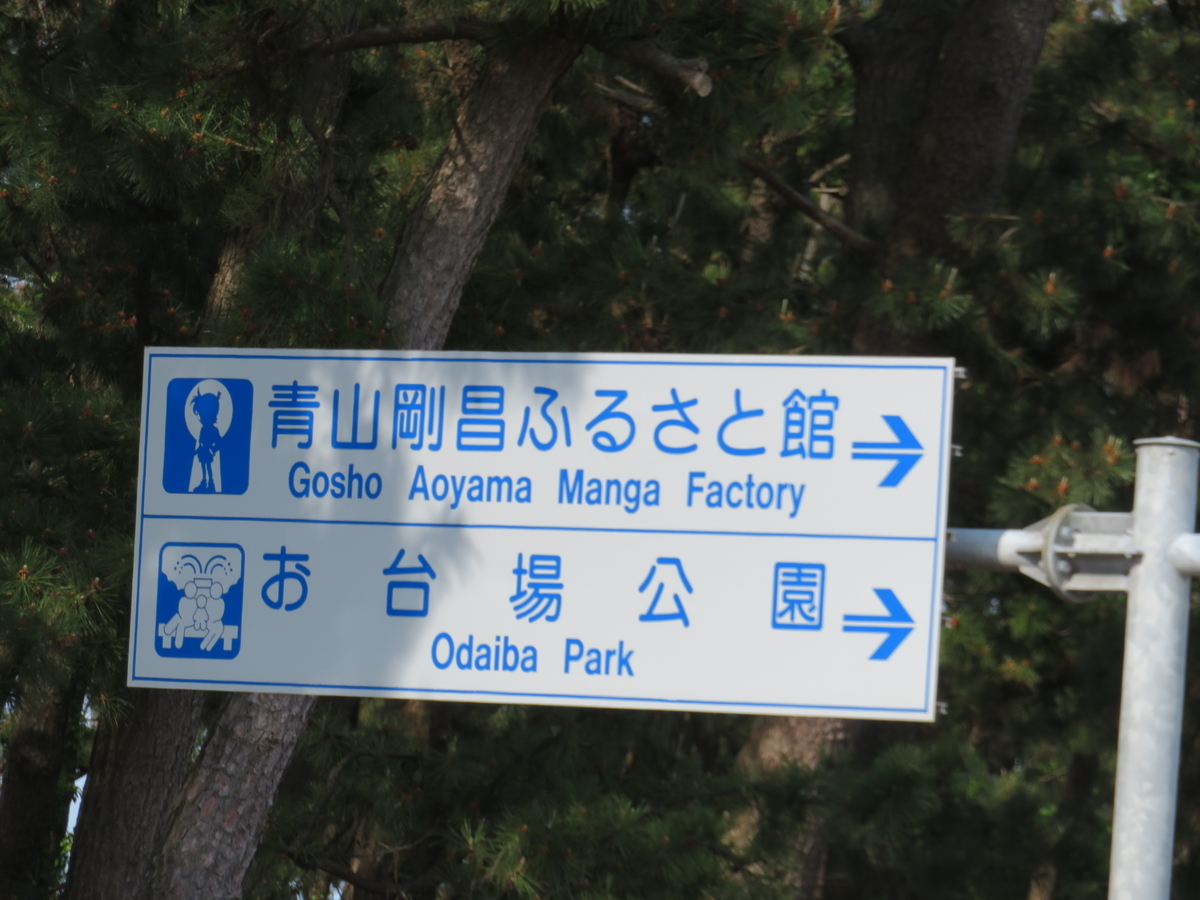 青山剛昌ふるさと館
Gosho Aoyama Manga Factory
お台場公園
Odaiba Park